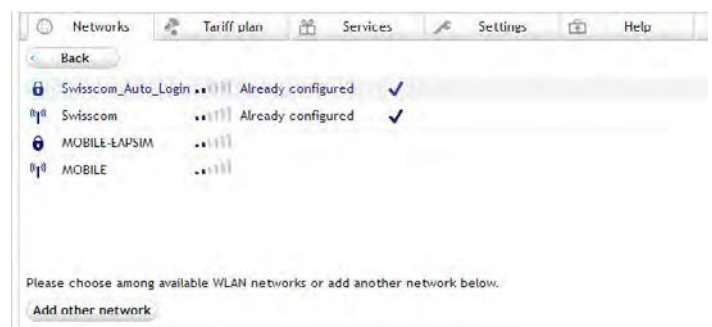 Networks Tariff plan Services Settings Help
Back
Swisscom_Auto_Login Already configured
Swisscom Already configured
MOBILE-EAPSIM
MOBILE
Please choose among available WLAN networks or add another network below.
Add other network